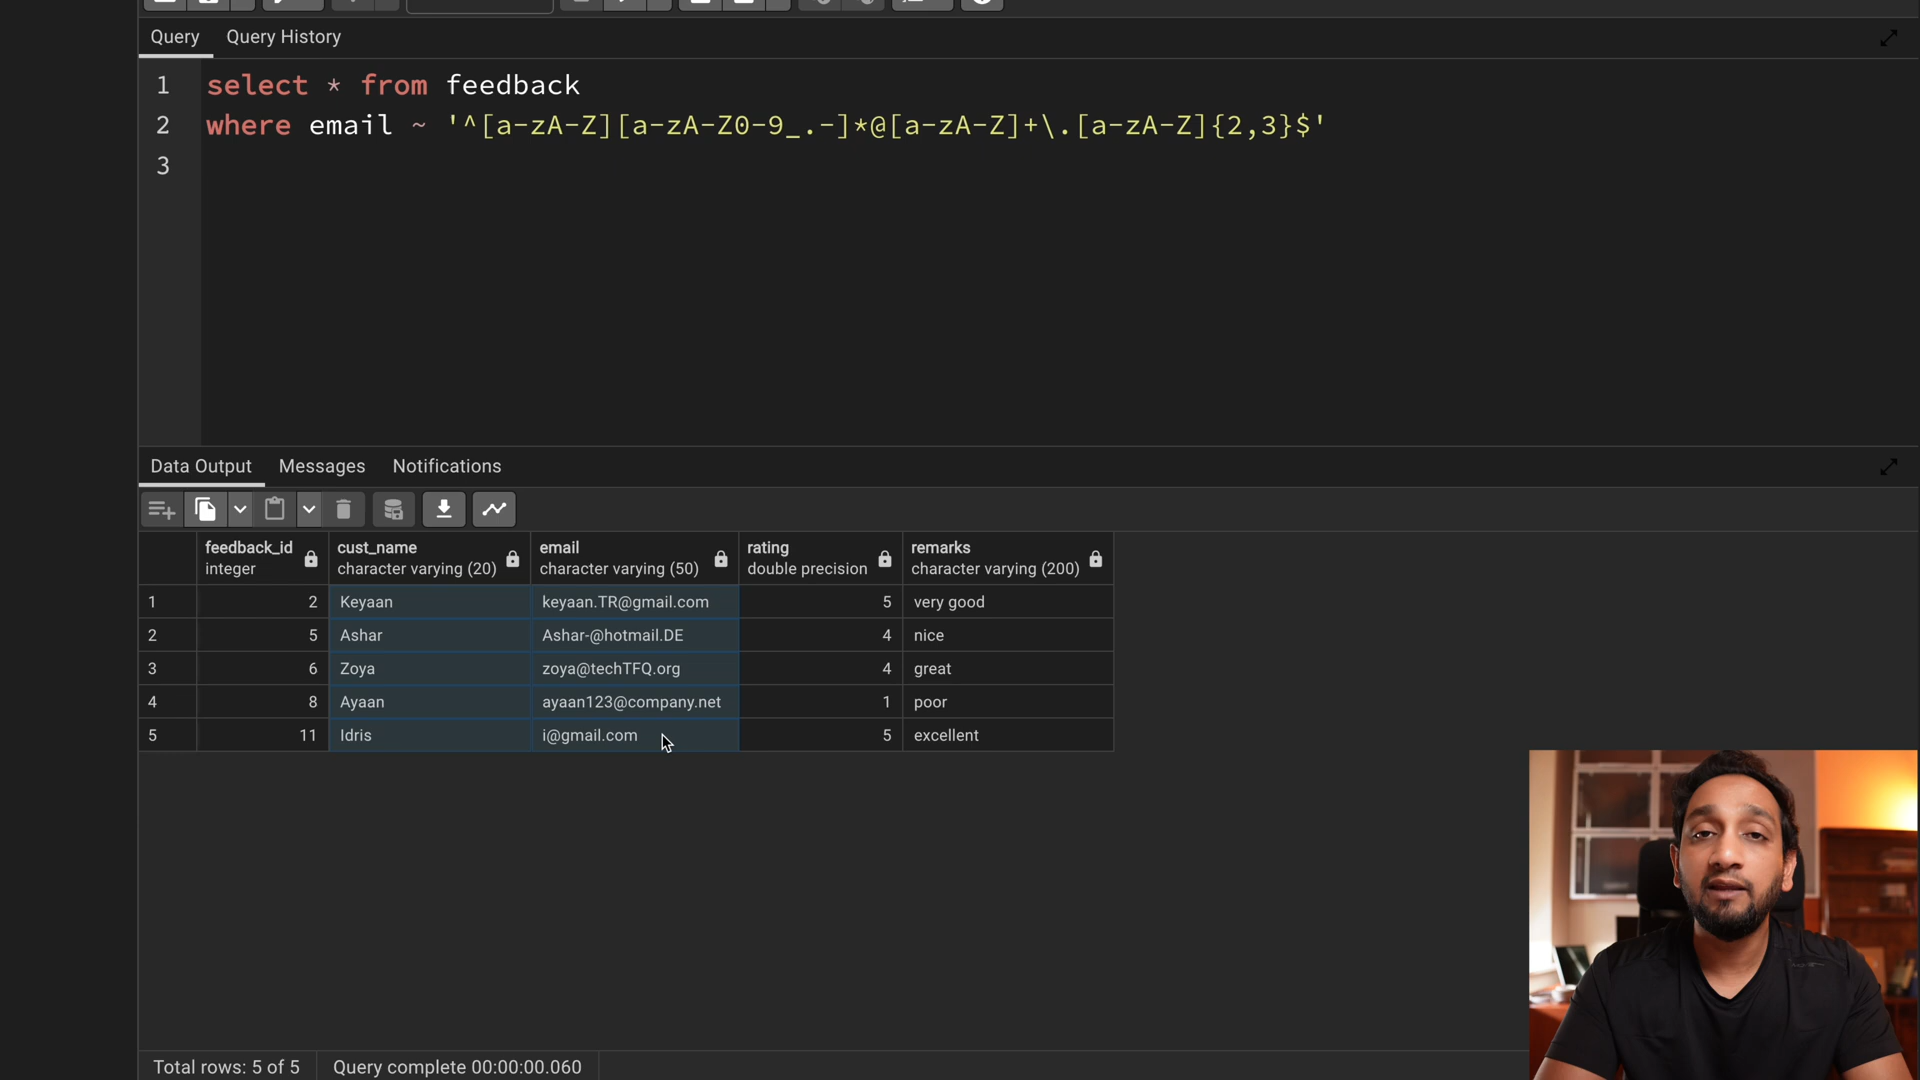 Query Query History
1 select * from feedback
2 where email ~ '^[a-zA-Z][a-zA-Z0-9_.-]*@[a-zA-Z]+\.[a-zA-Z]{2,3}$'
3
Data Output Messages Notifications
feedback_id cust_name email rating remarks
integer character varying (20) character varying (50) double precision character varying (200)
1 2 Keyaan keyaan.TR@gmail.com 5 very good
2 5 Ashar Ashar-@hotmail.DE 4 nice
3 6 Zoya zoya@techTFQ.org 4 great
4 8 Ayaan ayaan123@company.net 1 poor
5 11 Idris i@gmail.com 5 excellent
Total rows: 5 of 5 Query complete 00:00:00.060